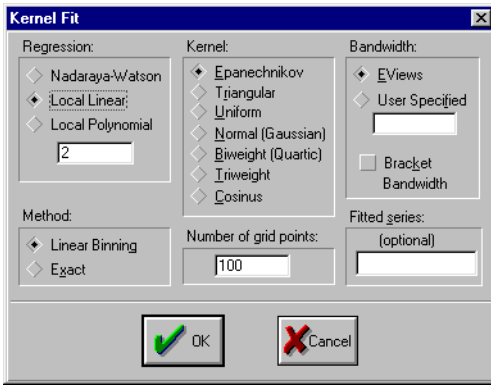 Kernel Fit
Regression:
Nadaraya-Watson
Local Linear
Local Polynomial
2
Kernel:
Epanechnikov
Triangular
Uniform
Normal (Gaussian)
Biweight (Quartic)
Triweight
Cosinus
Bandwidth:
EViews
User Specified
Bracket
Bandwidth
Method:
Linear Binning
Exact
Number of grid points:
100
Fitted series:
(optional)
OK
Cancel